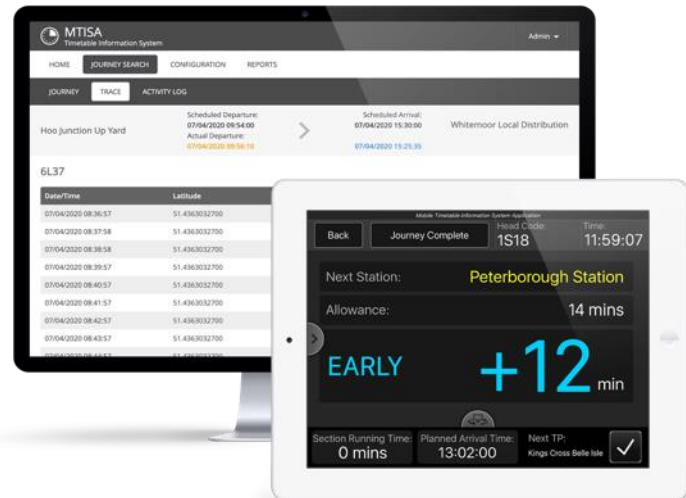 MTISA
Timetable Information System
Admin
HOME JOURNEY SEARCH CONFIGURATION REPORTS
JOURNEY TRACE ACTIVITY LOG
Hoo Junction Up Yard
Scheduled Departure:
07/04/2020 09:54:00
Actual Departure:
07/04/2020 09:56:10
Scheduled Arrival:
07/04/2020 15:30:00
07/04/2020 15:25:35
Whitemoor Local Distribution
6L37
Date/Time Latitude
07/04/2020 08:36:57 51.4363032700
07/04/2020 08:37:58 51.4363032700
07/04/2020 08:38:58 51.4363032700
07/04/2020 08:39:57 51.4363032700
07/04/2020 08:40:57 51.4363032700
07/04/2020 08:41:57 51.4363032700
07/04/2020 08:42:57 51.4363032700
07/04/2020 08:43:57 51.4363032700
Mobile Timetable Information System Application
Back Journey Complete
Head Code:
1S18
Time:
11:59:07
Next Station: Peterborough Station
Allowance: 14 mins
EARLY +12 min
Section Running Time:
0 mins
Planned Arrival Time:
13:02:00
Next TP:
Kings Cross Belle Isle